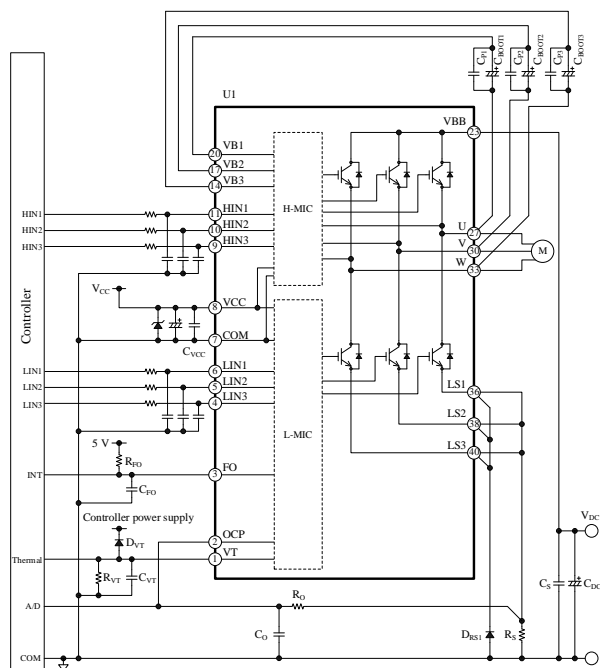 CP1
CBOOT1
CP2
CBOOT2
CP3
CBOOT3
U1
VBB
23
VB1
20
VB2
17
VB3
14
H-MIC
HIN1
HIN1
11
HIN2
HIN2
10
HIN3
HIN3
9
U
27
V
30
W
33
M
Controller
VCC
VCC
8
COM
7
CVCC
LIN1
LIN1
6
LIN2
LIN2
5
LIN3
LIN3
4
L-MIC
LS1
36
LS2
38
LS3
40
5 V
RFO
INT
FO
3
CFO
Controller power supply
DVT
OCP
2
Thermal
VT
1
RVT
CVT
VDC
CS
CDC
A/D
RO
CO
DRS1
RS
COM